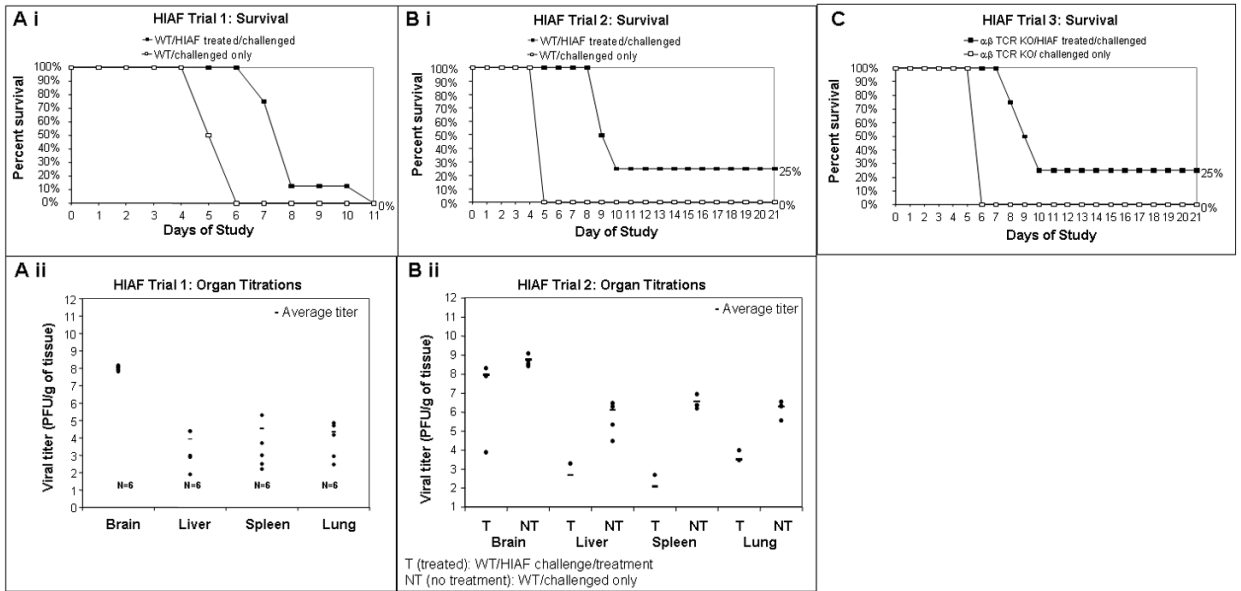 A i
HIAF Trial 1: Survival
WT/HIAF treated/challenged
WT/challenged only
Percent survival
100%
90%
80%
70%
60%
50%
40%
30%
20%
10%
0%
0%
0 1 2 3 4 5 6 7 8 9 10 11
Days of Study
B i
HIAF Trial 2: Survival
WT/HIAF treated/challenged
WT/challenged only
Percent survival
100%
90%
80%
70%
60%
50%
40%
30%
20%
10%
0%
25%
0%
0 1 2 3 4 5 6 7 8 9 10 11 12 13 14 15 16 17 18 19 20 21
Day of Study
C
HIAF Trial 3: Survival
αβ TCR KO/HIAF treated/challenged
αβ TCR KO/ challenged only
Percent survival
100%
90%
80%
70%
60%
50%
40%
30%
20%
10%
0%
25%
0%
0 1 2 3 4 5 6 7 8 9 10 11 12 13 14 15 16 17 18 19 20 21
Days of Study
A ii
HIAF Trial 1: Organ Titrations
- Average titer
Viral titer (PFU/g of tissue)
12
11
10
9
8
7
6
5
4
3
2
1
0
N=6 N=6 N=6 N=6
Brain Liver Spleen Lung
B ii
HIAF Trial 2: Organ Titrations
- Average titer
Viral titer (PFU/g of tissue)
12
11
10
9
8
7
6
5
4
3
2
1
T NT T NT T NT T NT
Brain Liver Spleen Lung
T (treated): WT/HIAF challenge/treatment
NT (no treatment): WT/challenged only